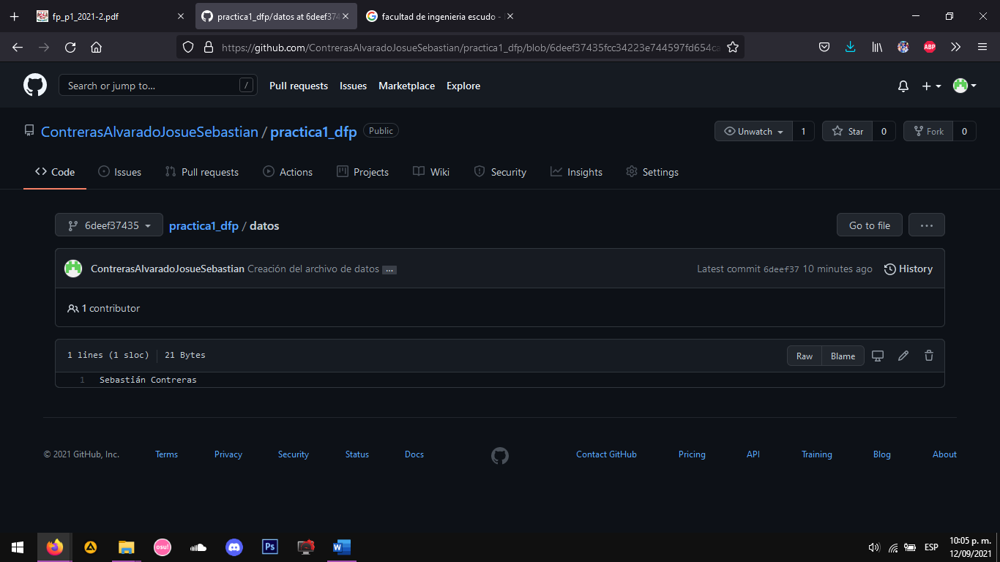 fp_p1_2021-2.pdf
practica1_dfp/datos at 6deef374
facultad de ingenieria escudo -
https://github.com/ContrerasAlvaradoJosueSebastian/practica1_dfp/blob/6deef37435fcc34223e744597fd654ca
ABP
Search or jump to...
/
Pull requests
Issues
Marketplace
Explore
ContrerasAlvaradoJosueSebastian / practica1_dfp
Public
Unwatch
1
Star
0
Fork
0
Code
Issues
Pull requests
Actions
Projects
Wiki
Security
Insights
Settings
6deef37435
practica1_dfp / datos
Go to file
...
ContrerasAlvaradoJosueSebastian Creación del archivo de datos ...
Latest commit 6deef37 10 minutes ago
History
1 contributor
1 lines (1 sloc)
21 Bytes
Raw
Blame
1 Sebastián Contreras
© 2021 GitHub, Inc.
Terms
Privacy
Security
Status
Docs
Contact GitHub
Pricing
API
Training
Blog
About
osu!
Ps
W
ESP
10:05 p. m.
12/09/2021